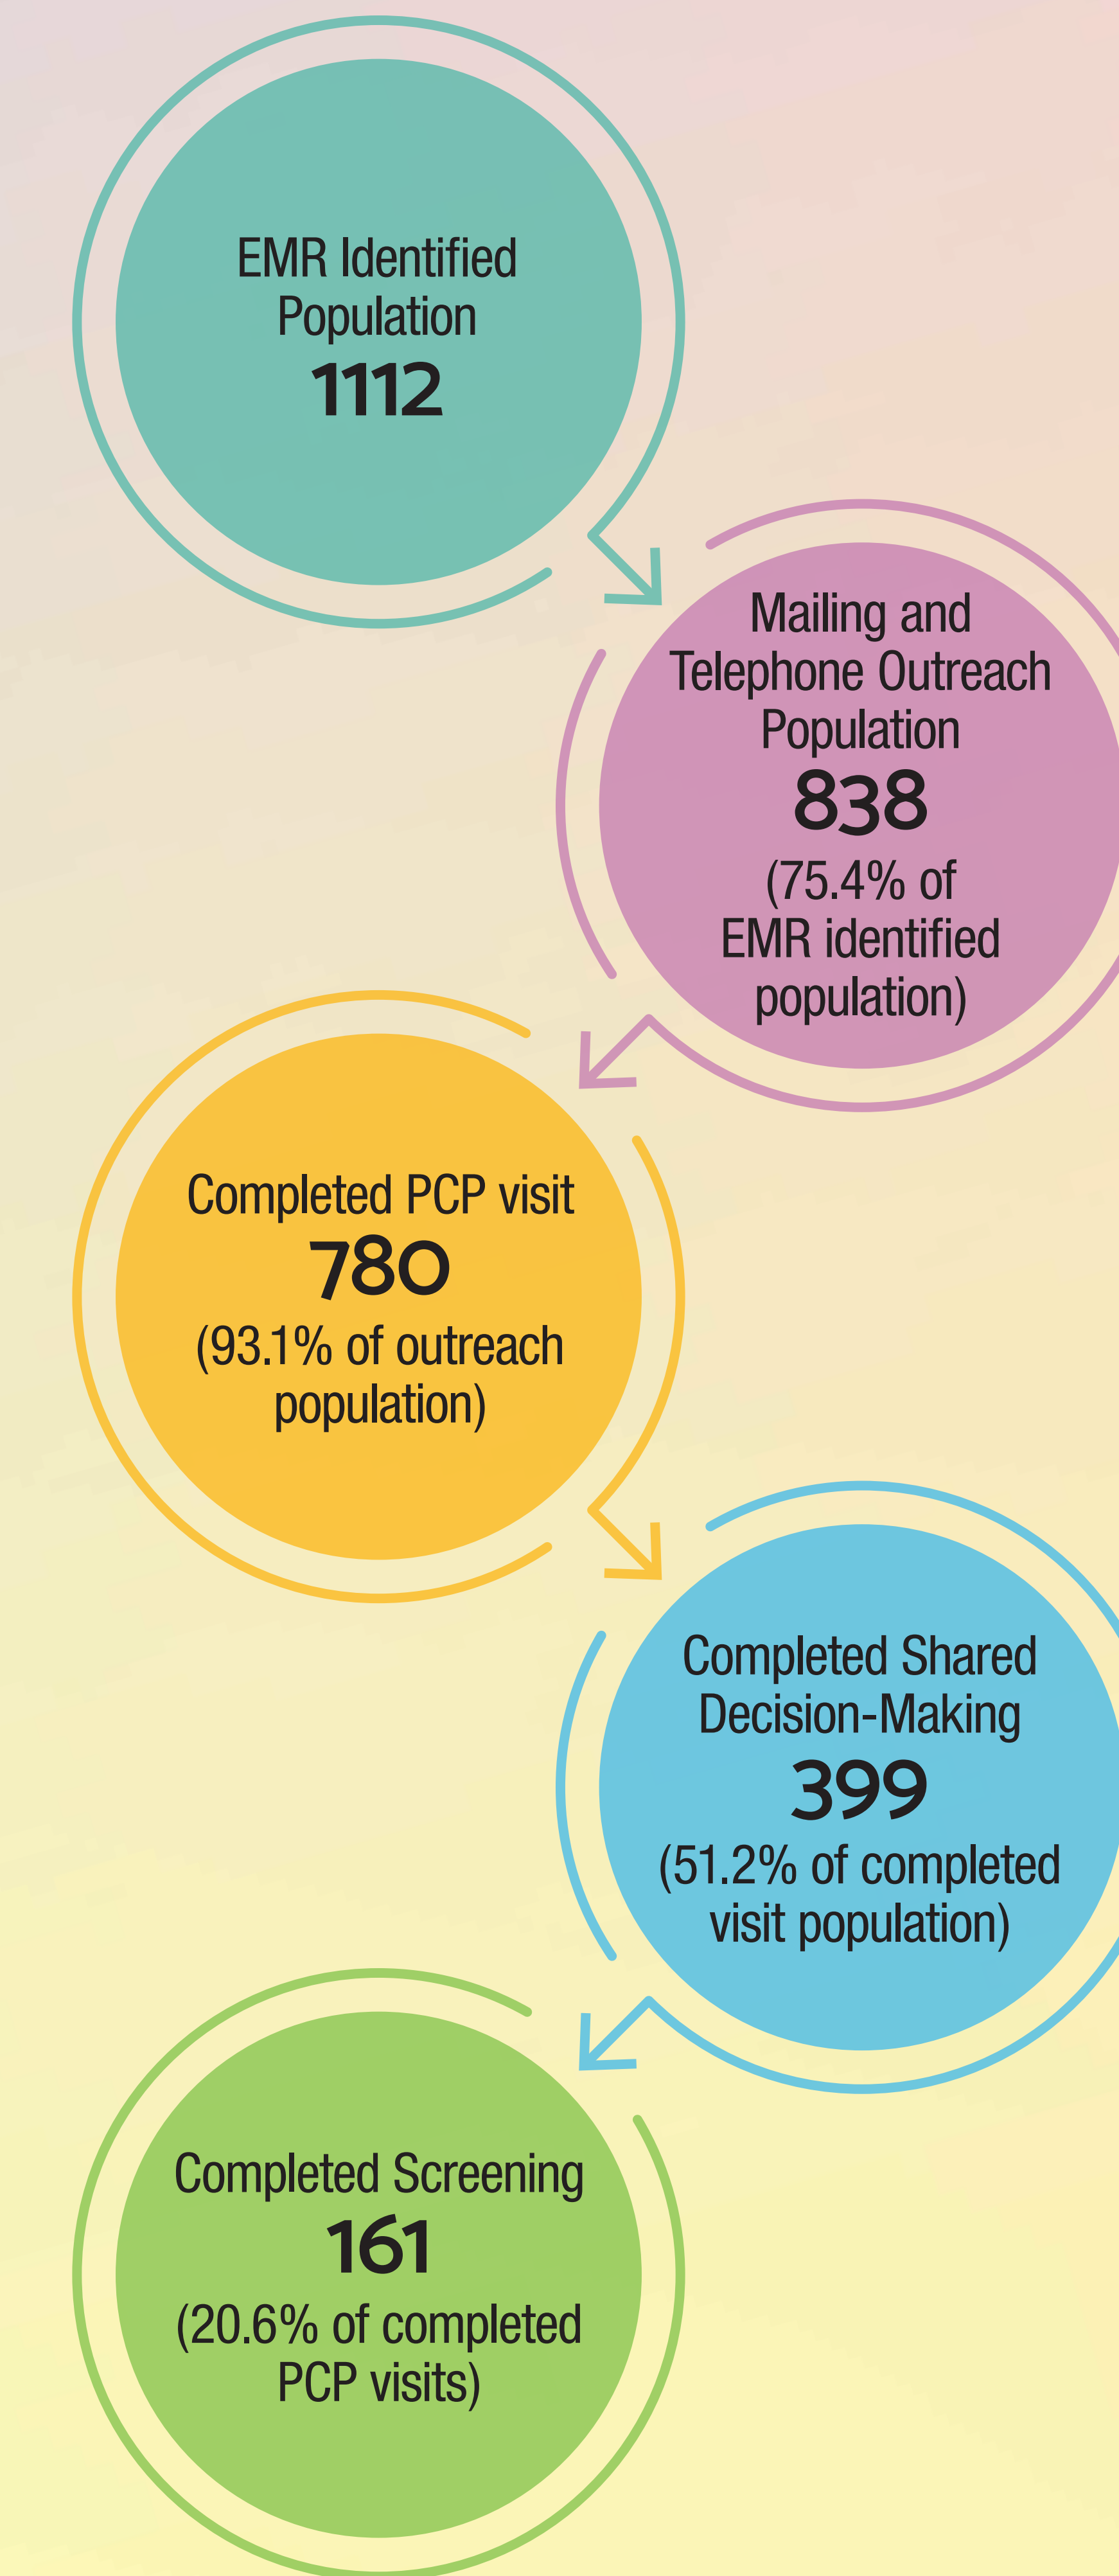 EMR Identified
Population
1112
Mailing and
Telephone Outreach
Population
838
(75.4% of
EMR identified
population)
Completed PCP visit
780
(93.1% of outreach
population)
Completed Shared
Decision-Making
399
(51.2% of completed
visit population)
Completed Screening
161
(20.6% of completed
PCP visits)